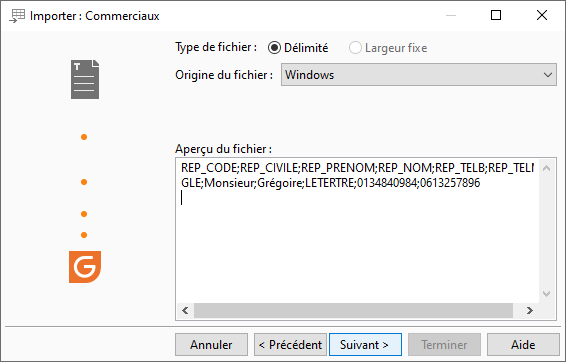 Importer : Commerciaux
Type de fichier :
Délimité
Largeur fixe
Origine du fichier :
Windows
Aperçu du fichier :
REP_CODE;REP_CIVILE;REP_PRENOM;REP_NOM;REP_TELB;REP_TELM
GLE;Monsieur;Grégoire;LETERTRE;0134840984;0613257896
Annuler
< Précédent
Suivant >
Terminer
Aide